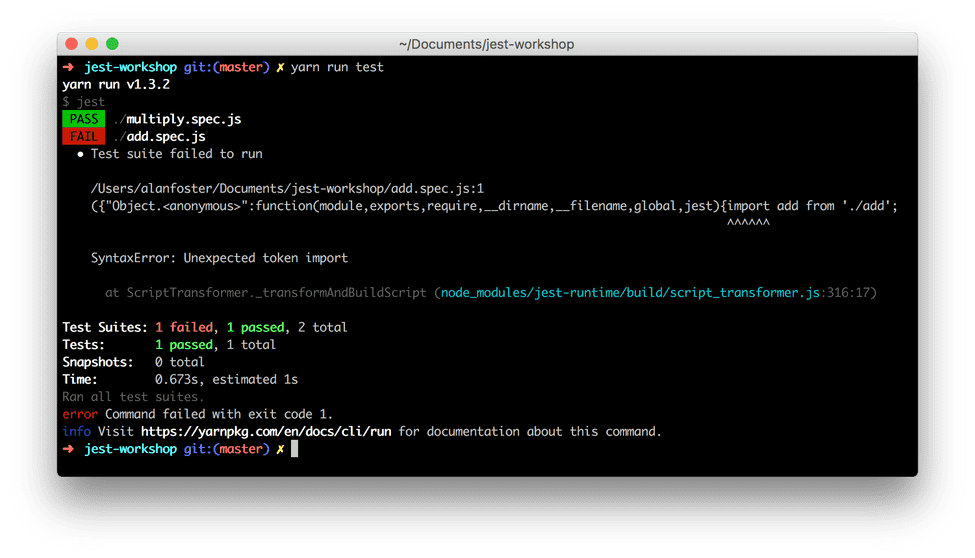 ~/Documents/jest-workshop
➜ jest-workshop git:(master) ✗ yarn run test
yarn run v1.3.2
$ jest
PASS ./multiply.spec.js
FAIL ./add.spec.js
● Test suite failed to run
/Users/alanfoster/Documents/jest-workshop/add.spec.js:1
({"Object.<anonymous>":function(module,exports,require,__dirname,__filename,global,jest){import add from './add';
^^^^^^
SyntaxError: Unexpected token import
at ScriptTransformer._transformAndBuildScript (node_modules/jest-runtime/build/script_transformer.js:316:17)
Test Suites: 1 failed, 1 passed, 2 total
Tests: 1 passed, 1 total
Snapshots: 0 total
Time: 0.673s, estimated 1s
Ran all test suites.
error Command failed with exit code 1.
info Visit https://yarnpkg.com/en/docs/cli/run for documentation about this command.
➜ jest-workshop git:(master) ✗